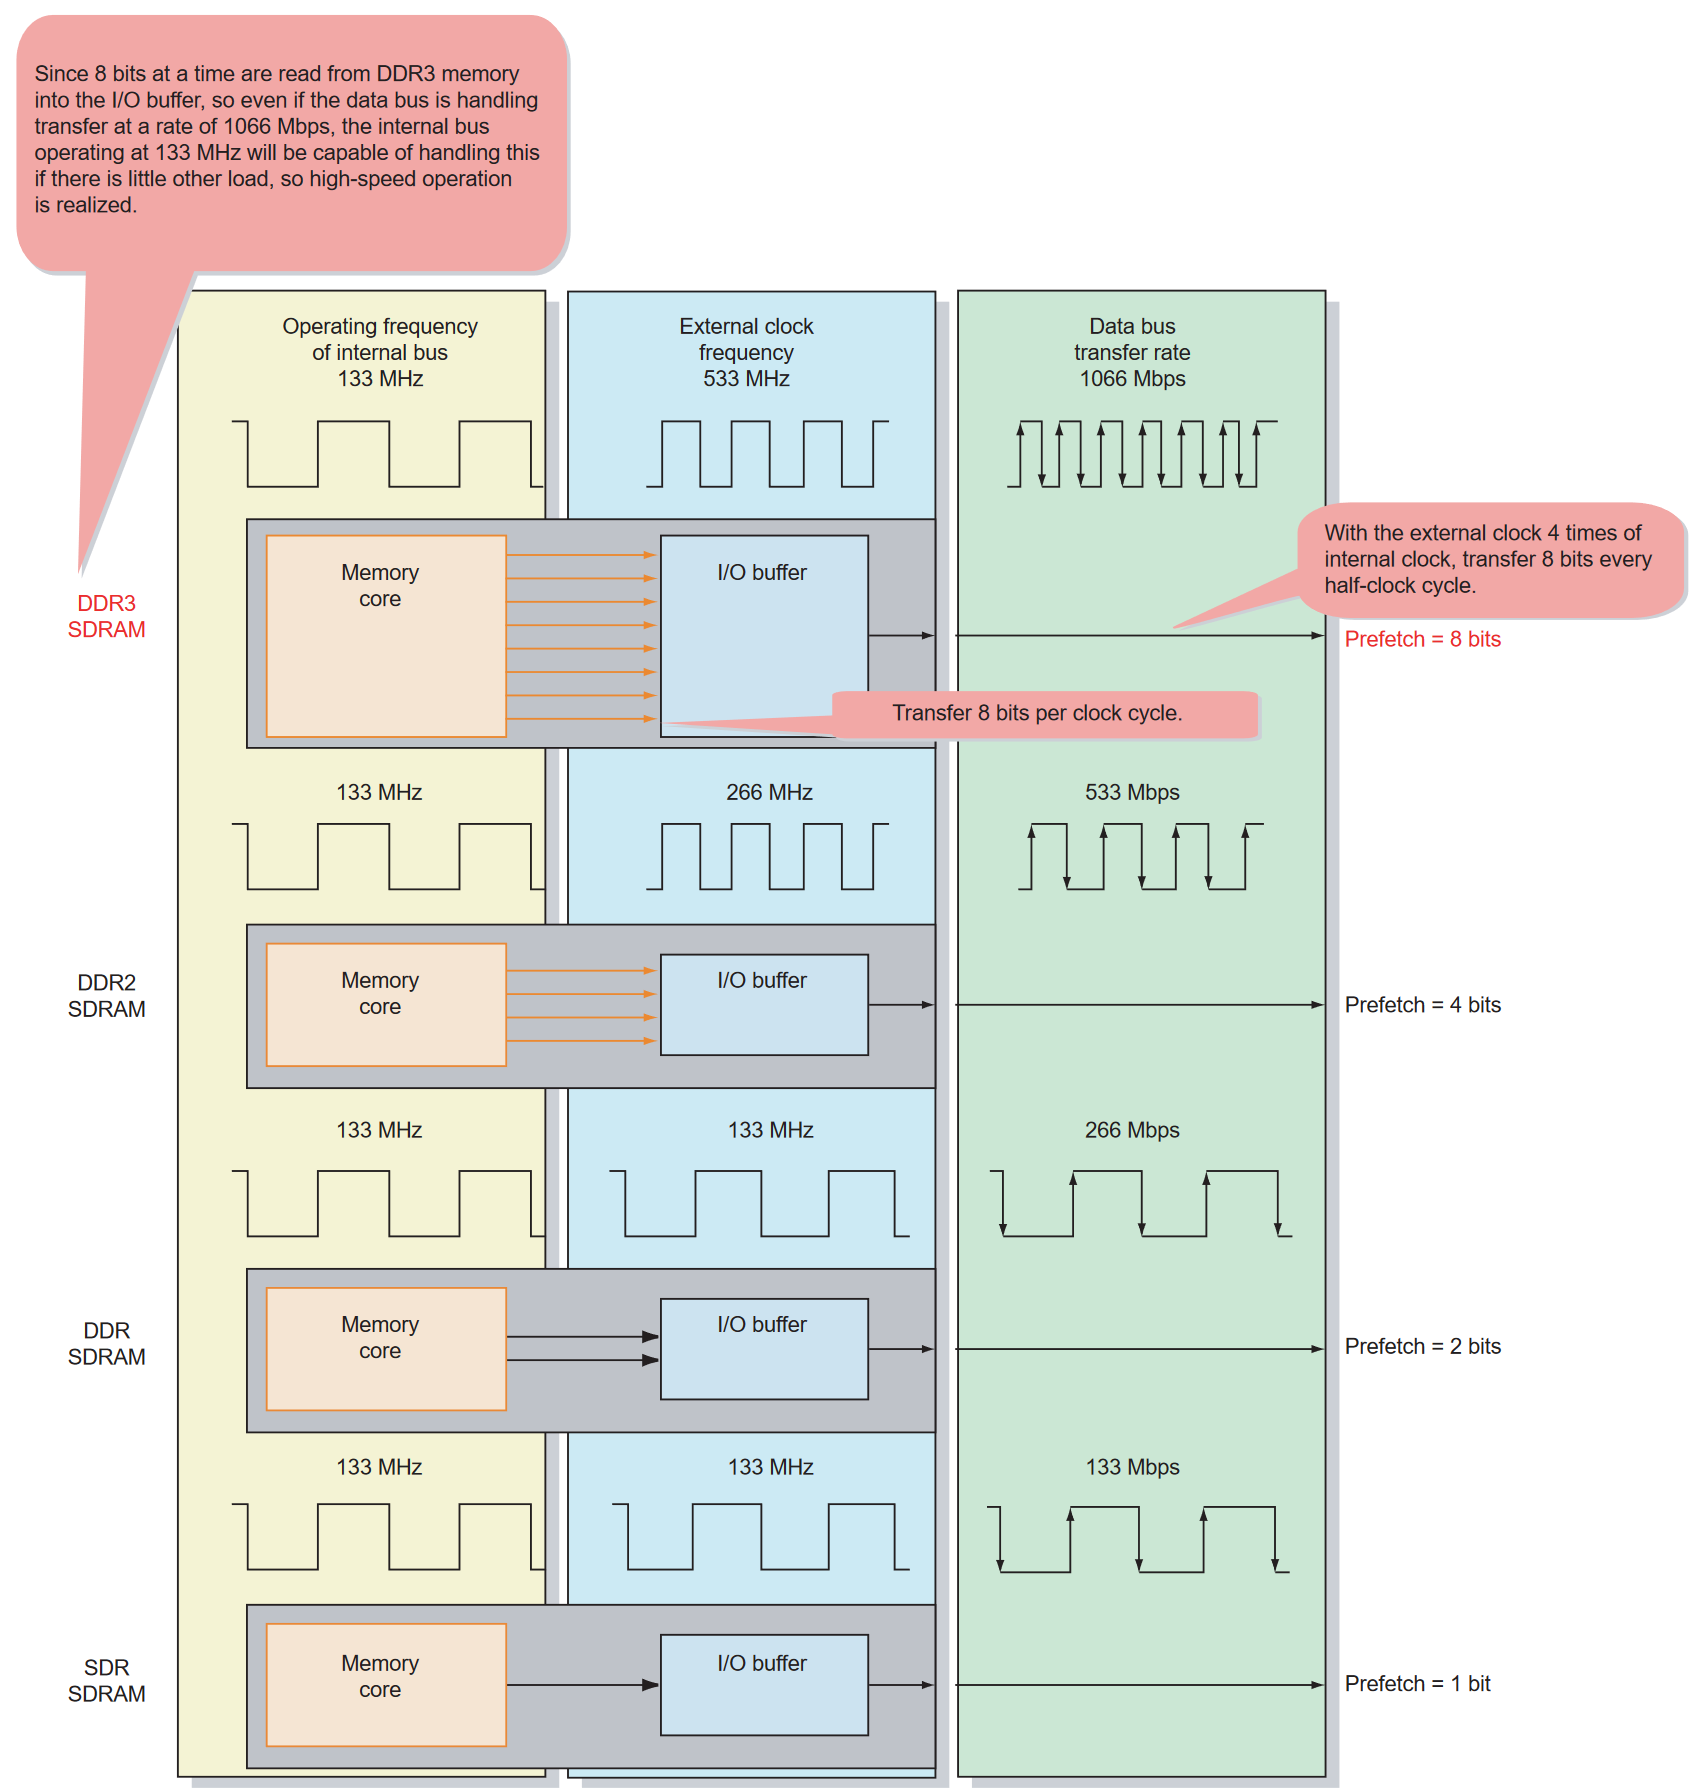 Since 8 bits at a time are read from DDR3 memory
into the I/O buffer, so even if the data bus is handling
transfer at a rate of 1066 Mbps, the internal bus
operating at 133 MHz will be capable of handling this
if there is little other load, so high-speed operation
is realized.
Operating frequency
of internal bus
133 MHz
External clock
frequency
533 MHz
Data bus
transfer rate
1066 Mbps
DDR3
SDRAM
Memory
core
I/O buffer
With the external clock 4 times of
internal clock, transfer 8 bits every
half-clock cycle.
Prefetch = 8 bits
Transfer 8 bits per clock cycle.
133 MHz
266 MHz
533 Mbps
DDR2
SDRAM
Memory
core
I/O buffer
Prefetch = 4 bits
133 MHz
133 MHz
266 Mbps
DDR
SDRAM
Memory
core
I/O buffer
Prefetch = 2 bits
133 MHz
133 MHz
133 Mbps
SDR
SDRAM
Memory
core
I/O buffer
Prefetch = 1 bit